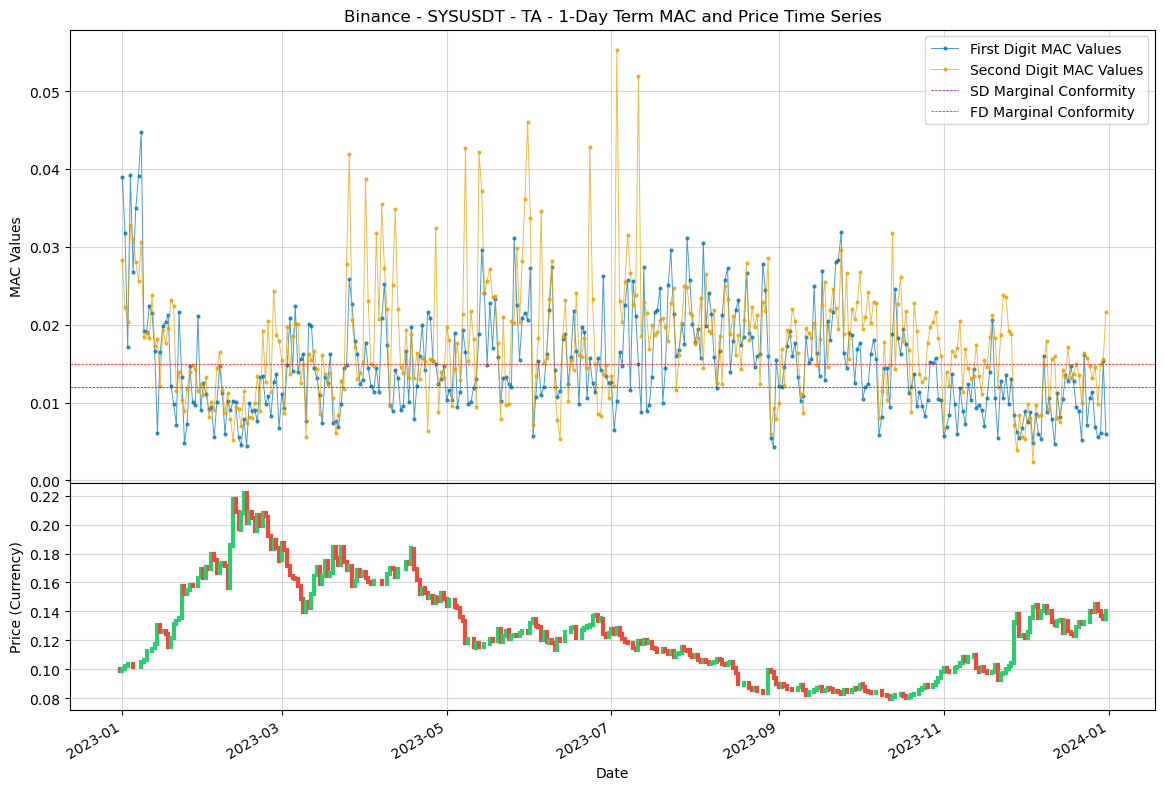 Binance - SYSUSDT - TA - 1-Day Term MAC and Price Time Series
First Digit MAC Values
Second Digit MAC Values
SD Marginal Conformity
FD Marginal Conformity
MAC Values
0.05
0.04
0.03
0.02
0.01
0.00
Price (Currency)
0.22
0.20
0.18
0.16
0.14
0.12
0.10
0.08
2023-01
2023-03
2023-05
2023-07
2023-09
2023-11
2024-01
Date